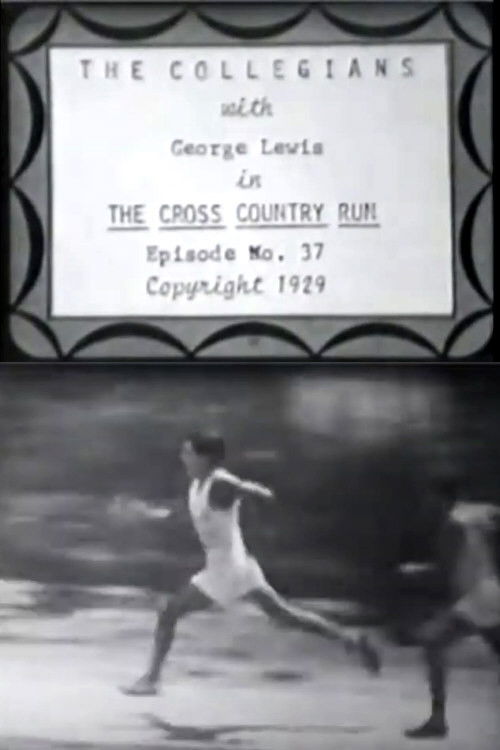 THE COLLEGIANS
with
George Lewis
in
THE CROSS COUNTRY RUN
Episode No. 37
Copyright 1929